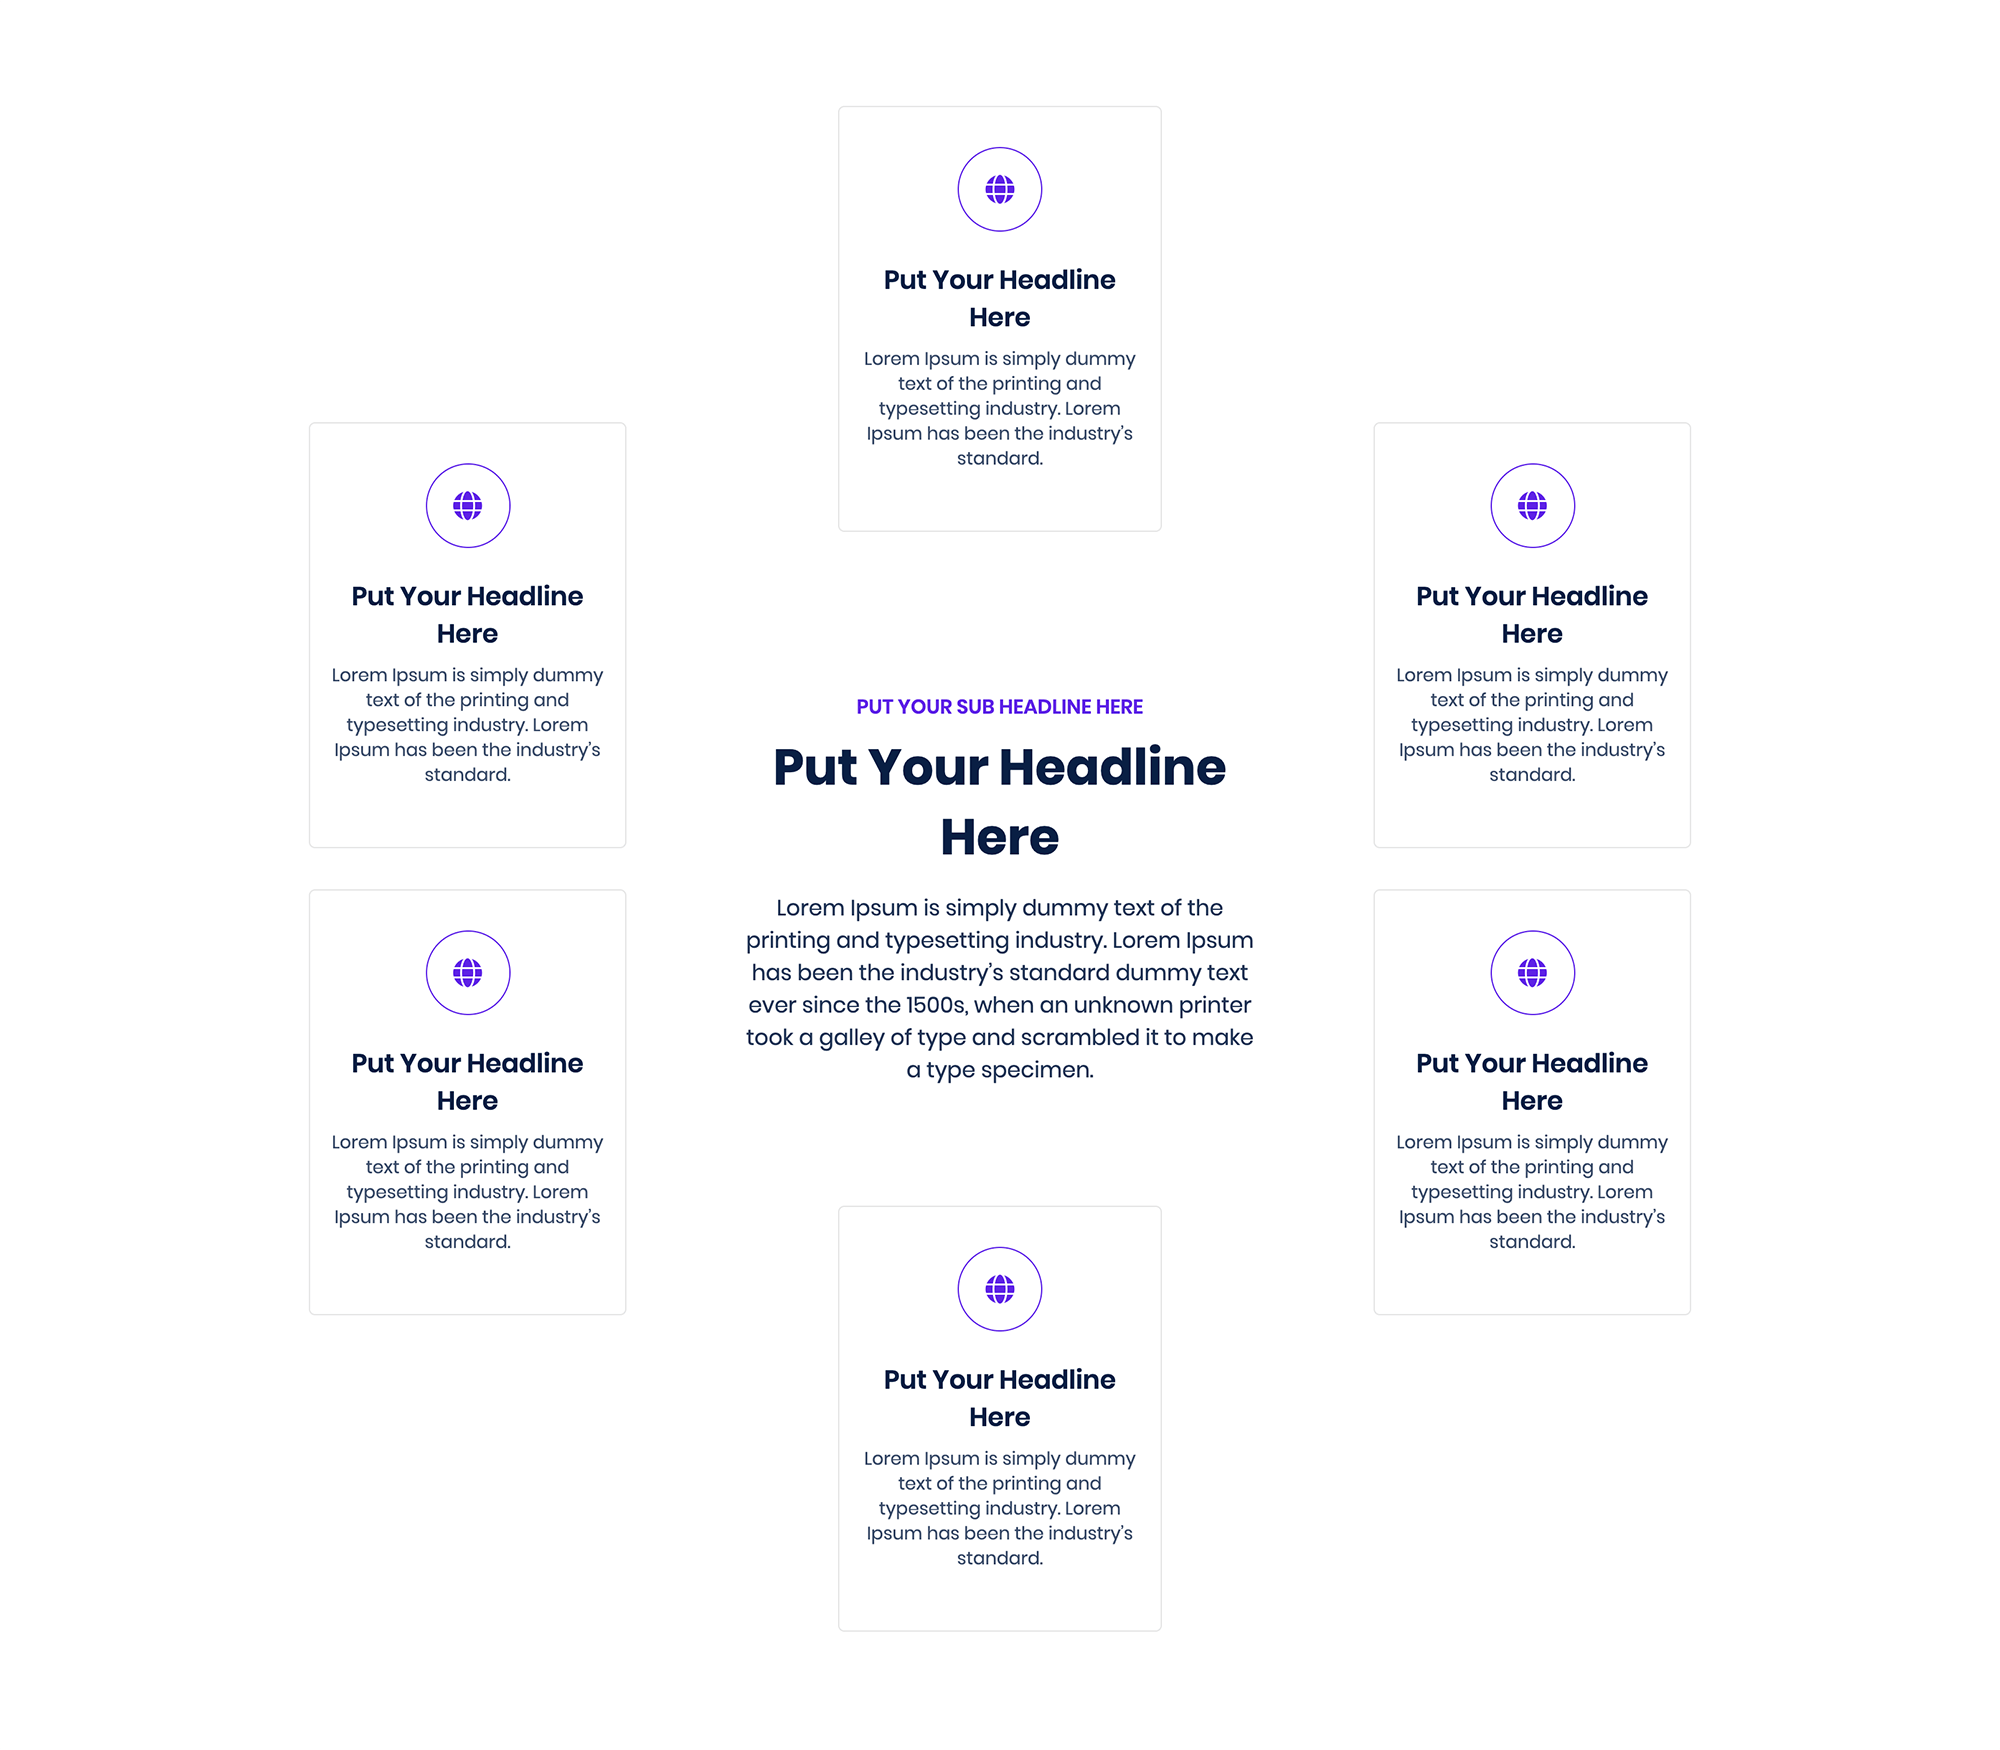 Put Your Headline
Here
Lorem Ipsum is simply dummy
text of the printing and
typesetting industry. Lorem
Ipsum has been the industry’s
standard.
Put Your Headline
Here
Lorem Ipsum is simply dummy
text of the printing and
typesetting industry. Lorem
Ipsum has been the industry’s
standard.
Put Your Headline
Here
Lorem Ipsum is simply dummy
text of the printing and
typesetting industry. Lorem
Ipsum has been the industry’s
standard.
PUT YOUR SUB HEADLINE HERE
Put Your Headline
Here
Lorem Ipsum is simply dummy text of the
printing and typesetting industry. Lorem Ipsum
has been the industry’s standard dummy text
ever since the 1500s, when an unknown printer
took a galley of type and scrambled it to make
a type specimen.
Put Your Headline
Here
Lorem Ipsum is simply dummy
text of the printing and
typesetting industry. Lorem
Ipsum has been the industry’s
standard.
Put Your Headline
Here
Lorem Ipsum is simply dummy
text of the printing and
typesetting industry. Lorem
Ipsum has been the industry’s
standard.
Put Your Headline
Here
Lorem Ipsum is simply dummy
text of the printing and
typesetting industry. Lorem
Ipsum has been the industry’s
standard.